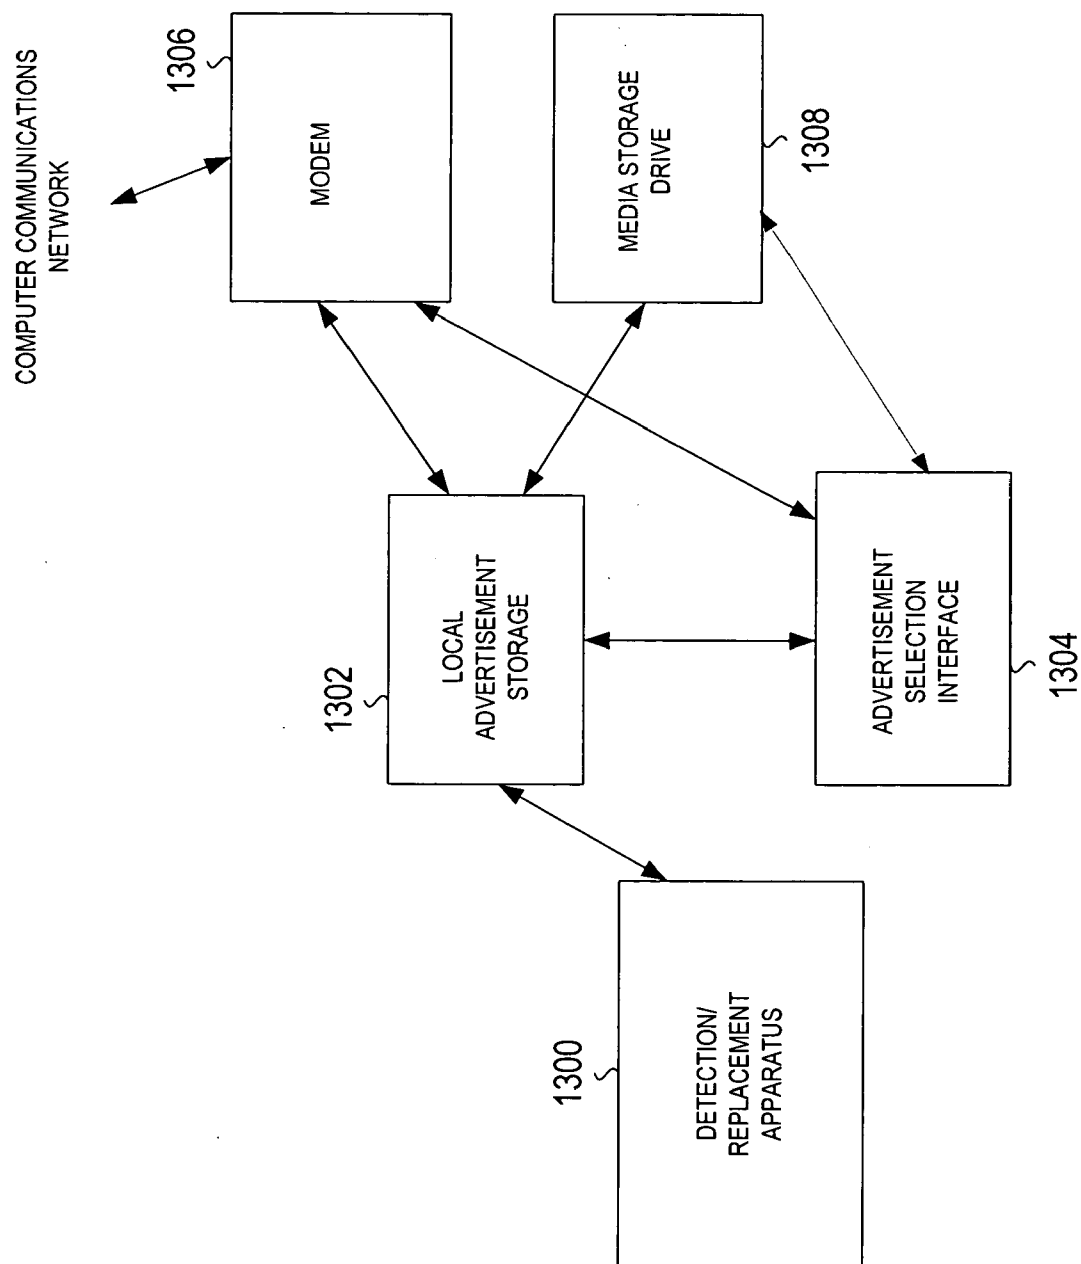 COMPUTER COMMUNICATIONS
NETWORK
1306
MODEM
MEDIA STORAGE
DRIVE
1308
1302
LOCAL
ADVERTISEMENT
STORAGE
ADVERTISEMENT
SELECTION
INTERFACE
1304
1300
DETECTION/
REPLACEMENT
APPARATUS